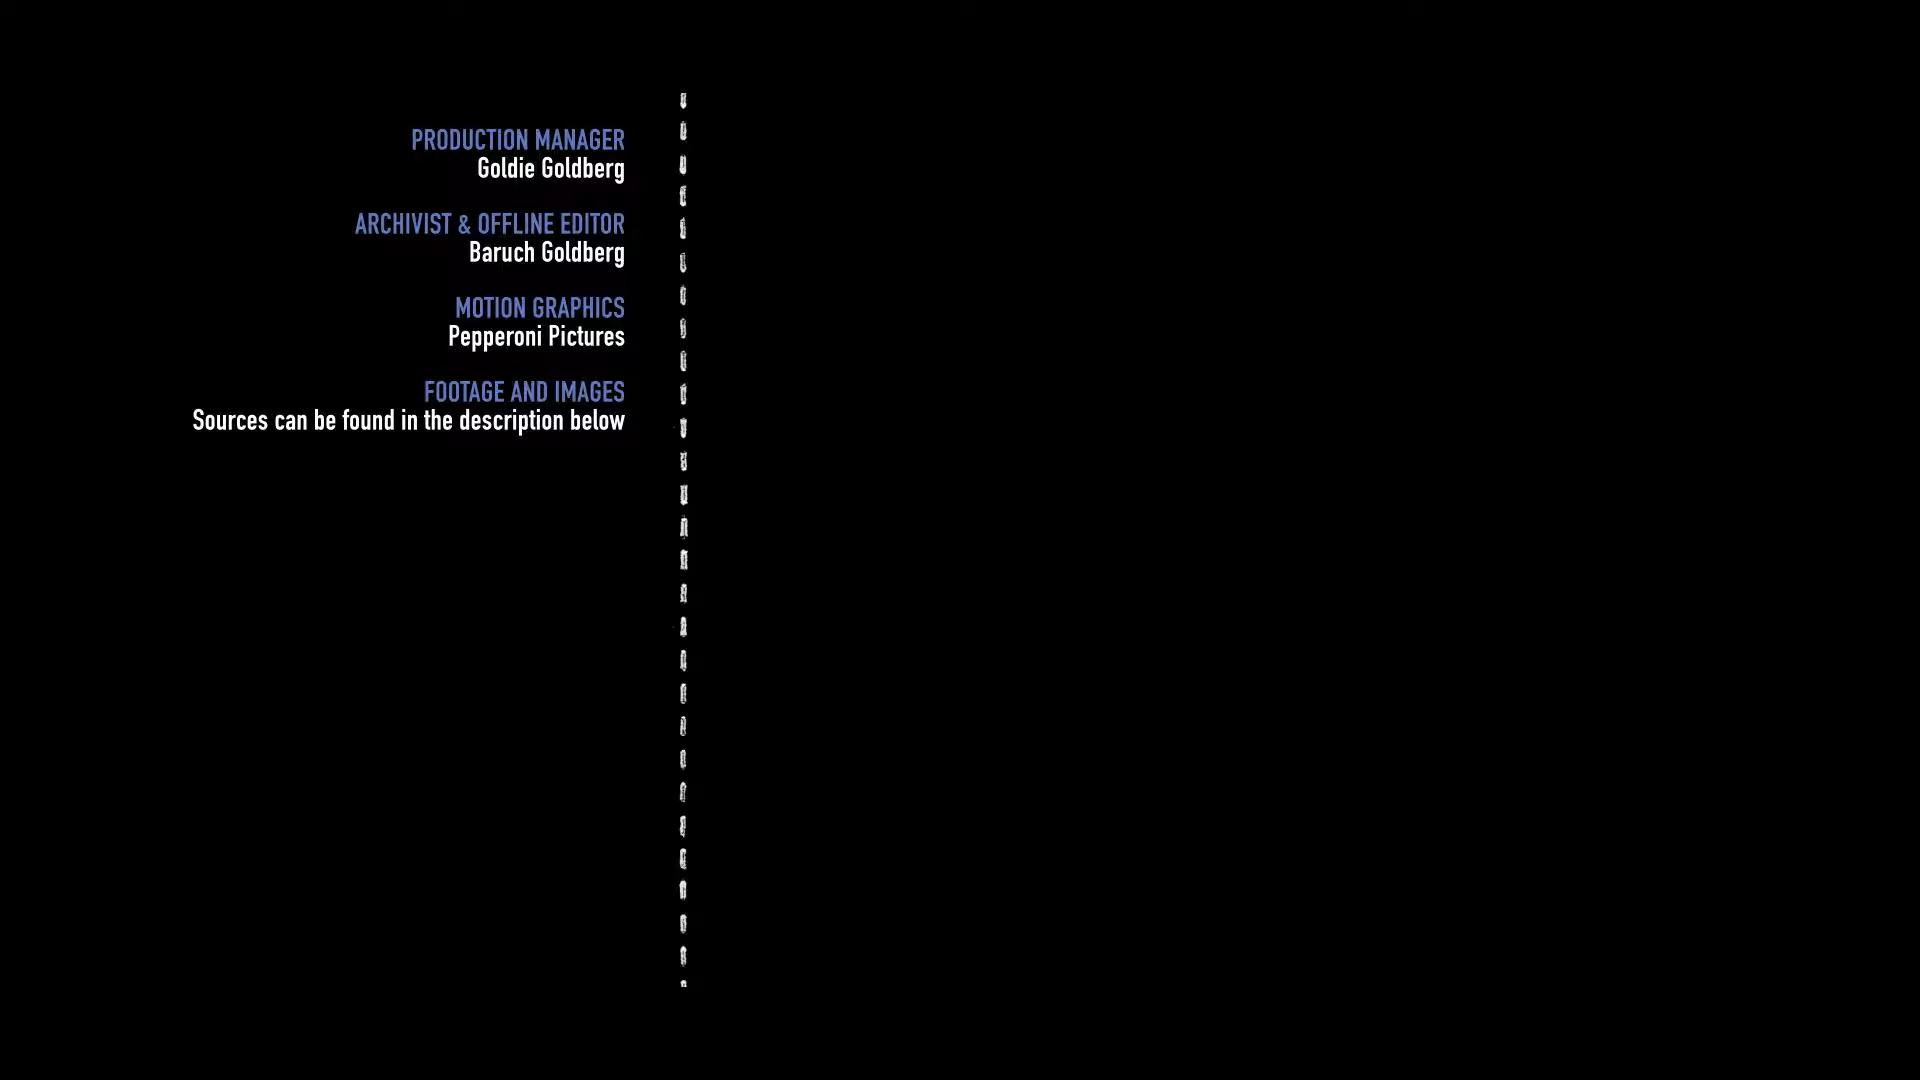 PRODUCTION MANAGER
Goldie Goldberg
ARCHIVIST & OFFLINE EDITOR
Baruch Goldberg
MOTION GRAPHICS
Pepperoni Pictures
FOOTAGE AND IMAGES
Sources can be found in the description below